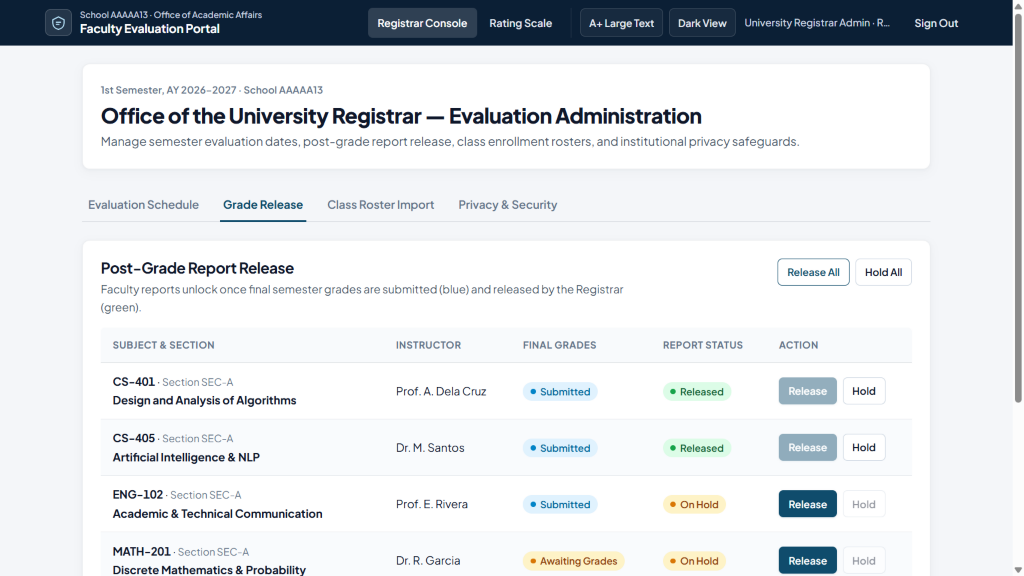 School AAAAA13 · Office of Academic Affairs
Faculty Evaluation Portal
Registrar Console
Rating Scale
A+ Large Text
Dark View
University Registrar Admin · R...
Sign Out
1st Semester, AY 2026–2027 · School AAAAA13
Office of the University Registrar — Evaluation Administration
Manage semester evaluation dates, post-grade report release, class enrollment rosters, and institutional privacy safeguards.
Evaluation Schedule
Grade Release
Class Roster Import
Privacy & Security
Post-Grade Report Release
Faculty reports unlock once final semester grades are submitted (blue) and released by the Registrar
(green).
Release All
Hold All
SUBJECT & SECTION
INSTRUCTOR
FINAL GRADES
REPORT STATUS
ACTION
CS-401 · Section SEC-A
Design and Analysis of Algorithms
Prof. A. Dela Cruz
Submitted
Released
Release
Hold
CS-405 · Section SEC-A
Artificial Intelligence & NLP
Dr. M. Santos
Submitted
Released
Release
Hold
ENG-102 · Section SEC-A
Academic & Technical Communication
Prof. E. Rivera
Submitted
On Hold
Release
Hold
MATH-201 · Section SEC-A
Discrete Mathematics & Probability
Dr. R. Garcia
Awaiting Grades
On Hold
Release
Hold